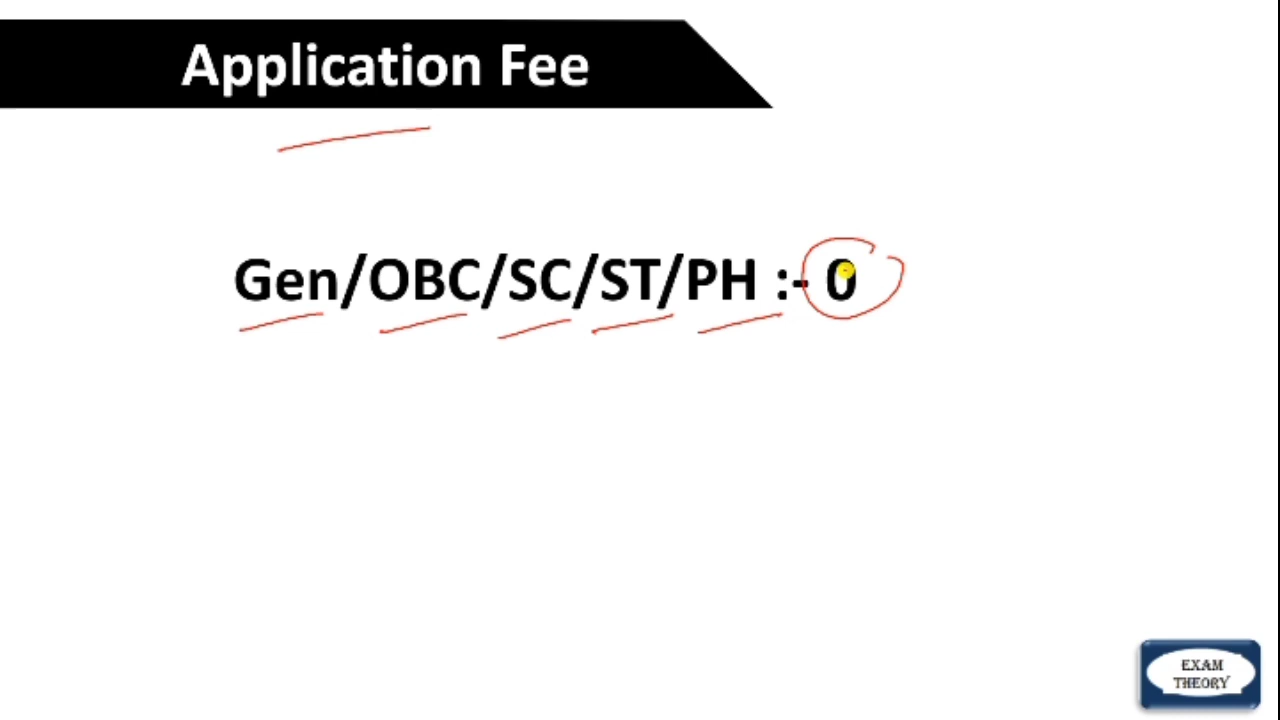 Application Fee
Gen/OBC/SC/ST/PH :- 0
EXAM
THEORY